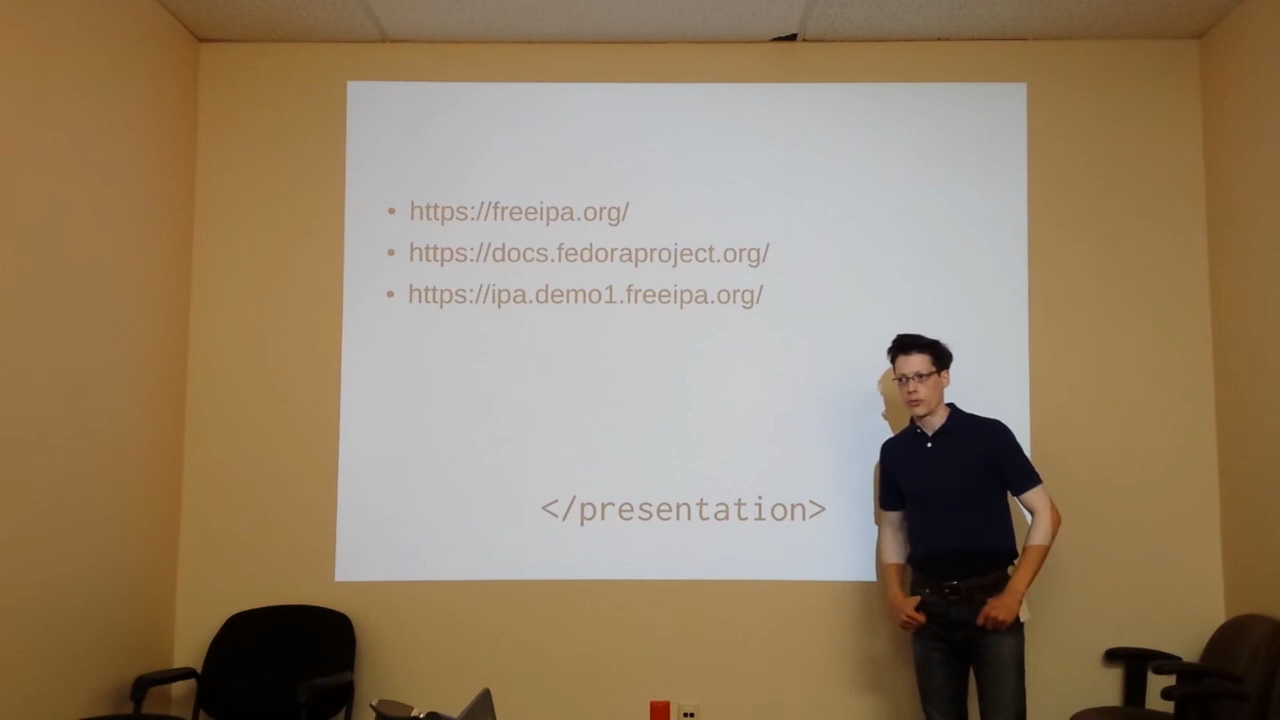 • https://freeipa.org/
• https://docs.fedoraproject.org/
• https://ipa.demo1.freeipa.org/
</presentation>